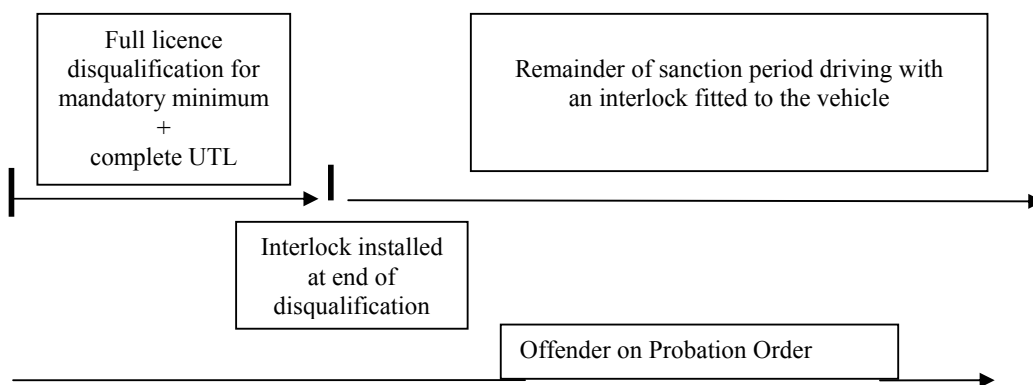 Full licence
disqualification for
mandatory minimum
+
complete UTL
Remainder of sanction period driving with
an interlock fitted to the vehicle
Interlock installed
at end of
disqualification
Offender on Probation Order